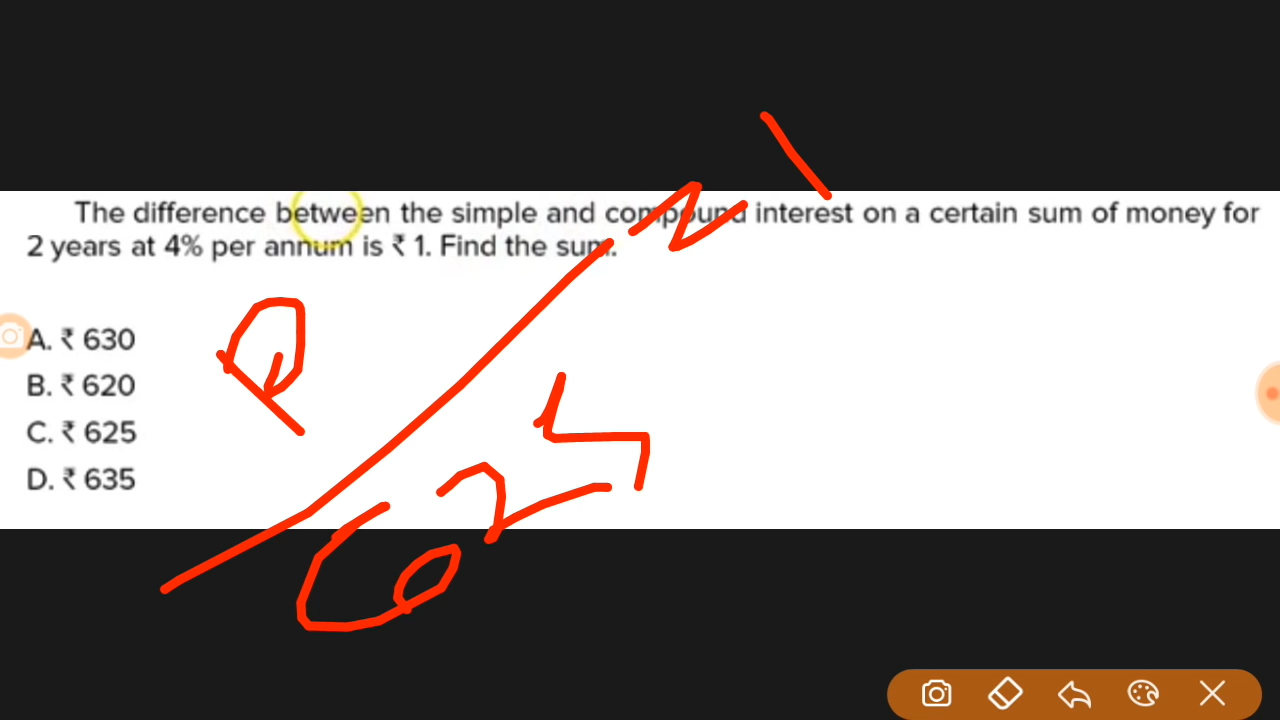 The difference between the simple and compound interest on a certain sum of money for
2 years at 4% per annum is ₹ 1. Find the sum.
A. ₹ 630
B. ₹ 620
C. ₹ 625
D. ₹ 635
P
= 1
625